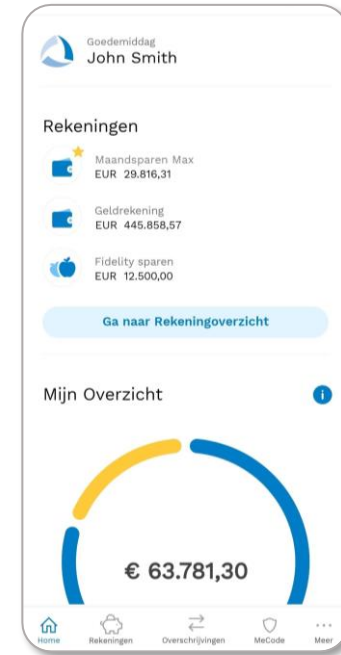 Goedemiddag
John Smith
Rekeningen
Maandsparen Max
EUR 29.816,31
Geldrekening
EUR 445.858,57
Fidelity sparen
EUR 12.500,00
Ga naar Rekeningoverzicht
Mijn Overzicht
i
€ 63.781,30
Home Rekeningen Overschrijvingen MeCode Meer